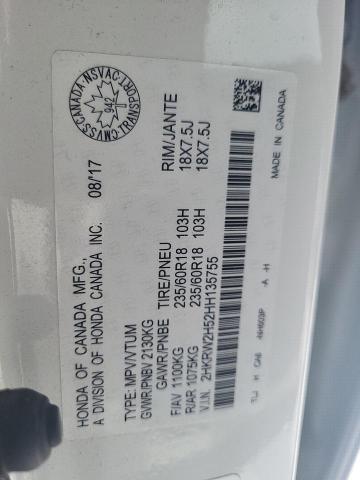 HONDA OF CANADA MFG.,
A DIVISION OF HONDA CANADA INC.
08/'17
CMVSS-CANADA-NSVAC
TRANSPORT
942
TYPE: MPV/VTUM
GVWR/PNBV 2130KG
GAWR/PNBE TIRE/PNEU RIM/JANTE
F/AV 1100KG 235/60R18 103H 18X7.5J
R/AR 1075KG 235/60R18 103H 18X7.5J
V.I.N. 2HKRW2H52HH135755
MADE IN CANADA
-A -H